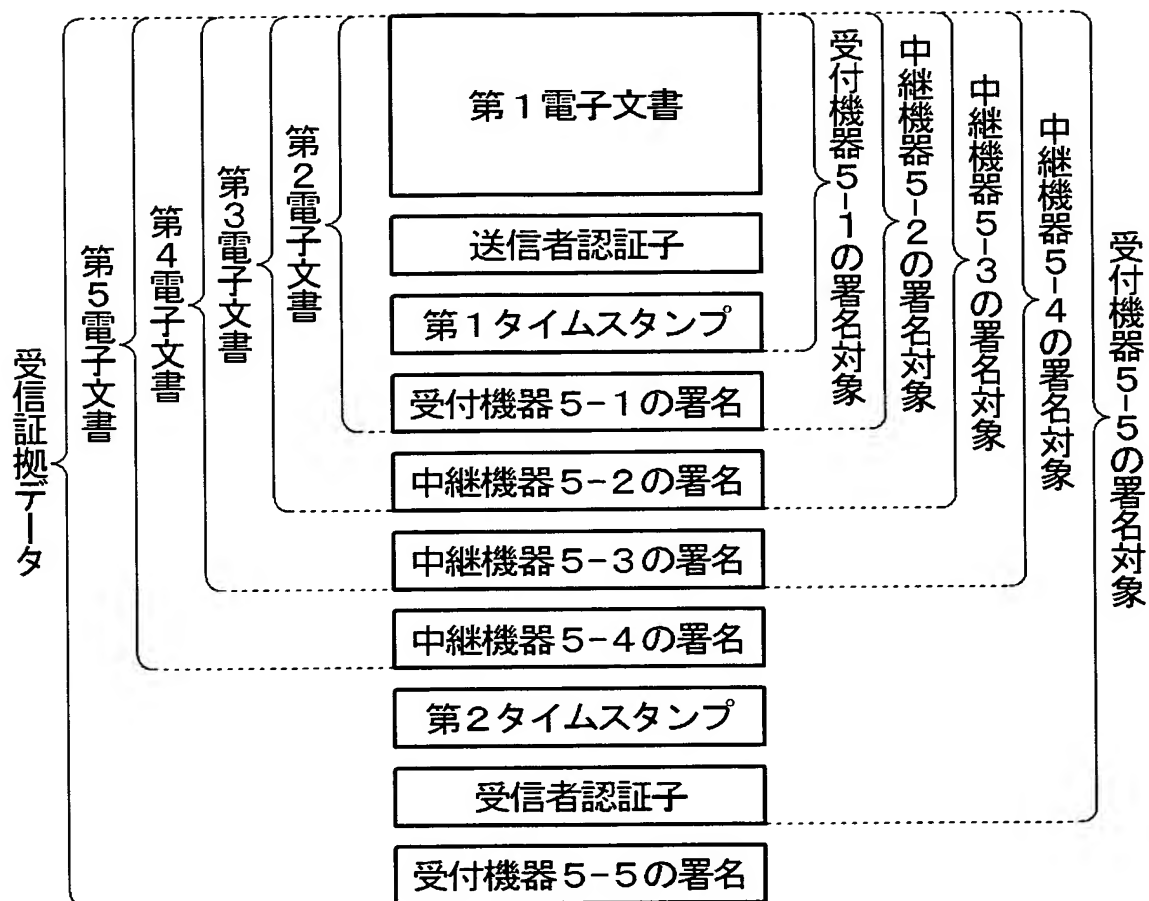 第1電子文書
送信者認証子
第1タイムスタンプ
受付機器5-1の署名
中継機器5-2の署名
中継機器5-3の署名
中継機器5-4の署名
第2タイムスタンプ
受信者認証子
受付機器5-5の署名
受信証拠データ
第5電子文書
第4電子文書
第3電子文書
第2電子文書
受付機器5-1の署名対象
中継機器5-2の署名対象
中継機器5-3の署名対象
中継機器5-4の署名対象
受付機器5-5の署名対象